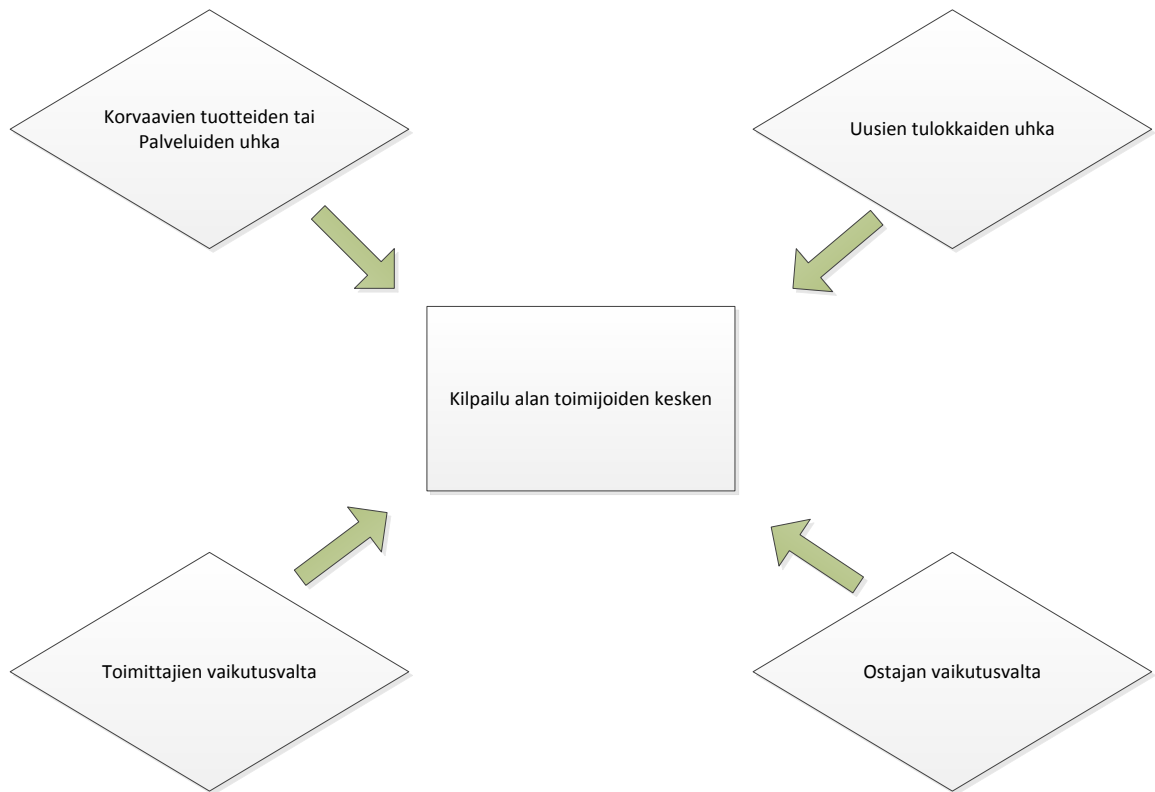 Korvaavien tuotteiden tai
Palveluiden uhka
Uusien tulokkaiden uhka
Kilpailu alan toimijoiden kesken
Toimittajien vaikutusvalta
Ostajan vaikutusvalta